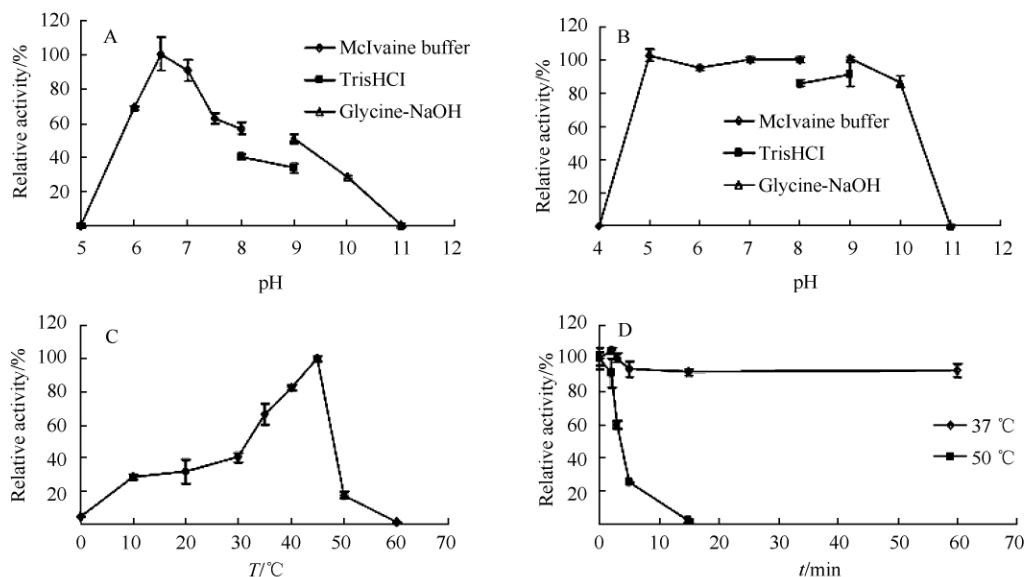 A
Relative activity/%
120
100
80
60
40
20
McIvaine buffer
TrisHCI
Glycine-NaOH
5 6 7 8 9 10 11 12
pH
B
Relative activity/%
120
100
80
60
40
20
McIvaine buffer
TrisHCI
Glycine-NaOH
4 5 6 7 8 9 10 11 12
pH
C
Relative activity/%
120
100
80
60
40
20
0 10 20 30 40 50 60 70
T/℃
D
Relative activity/%
120
100
80
60
40
20
37 ℃
50 ℃
0 10 20 30 40 50 60 70
t/min